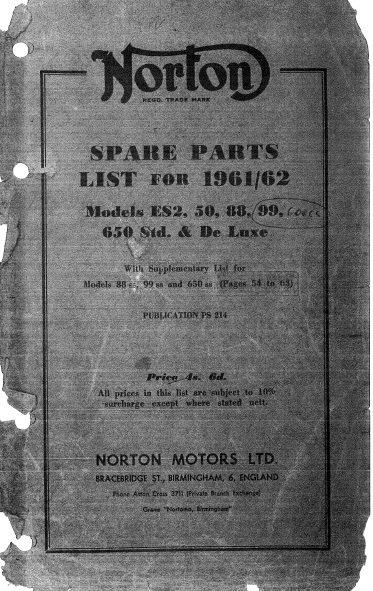 Norton
REGD. TRADE MARK
SPARE PARTS
LIST FOR 1961/62
Models ES2, 50, 88, 99, 600cc
650 Std. & De Luxe
With Supplementary List for
Models 88 ss, 99 ss and 650 ss (Pages 54 to 63)
PUBLICATION PS 214
Price 4s. 6d.
All prices in this list are subject to 10%
surcharge except where stated nett.
NORTON MOTORS LTD.
BRACEBRIDGE ST., BIRMINGHAM, 6, ENGLAND
Phone Aston Cross 3711 (Private Branch Exchange)
Grams "Nortomo, Birmingham"